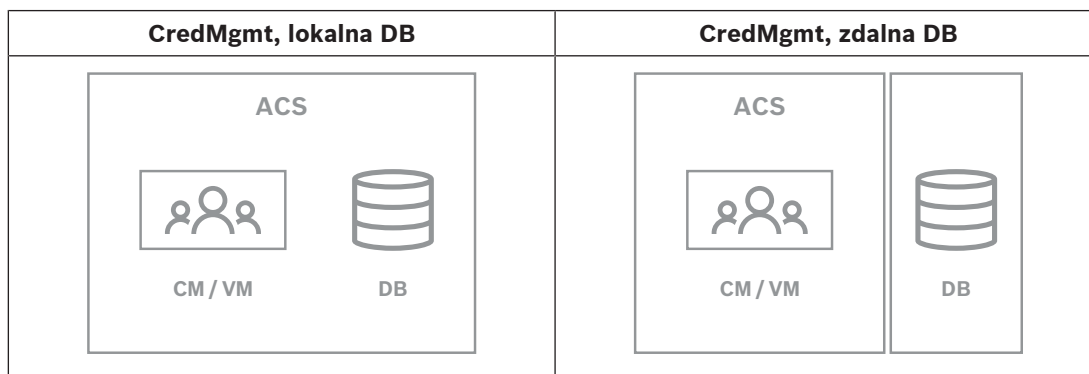 CredMgmt, lokalna DB
CredMgmt, zdalna DB
ACS
CM / VM
DB
ACS
CM / VM
DB